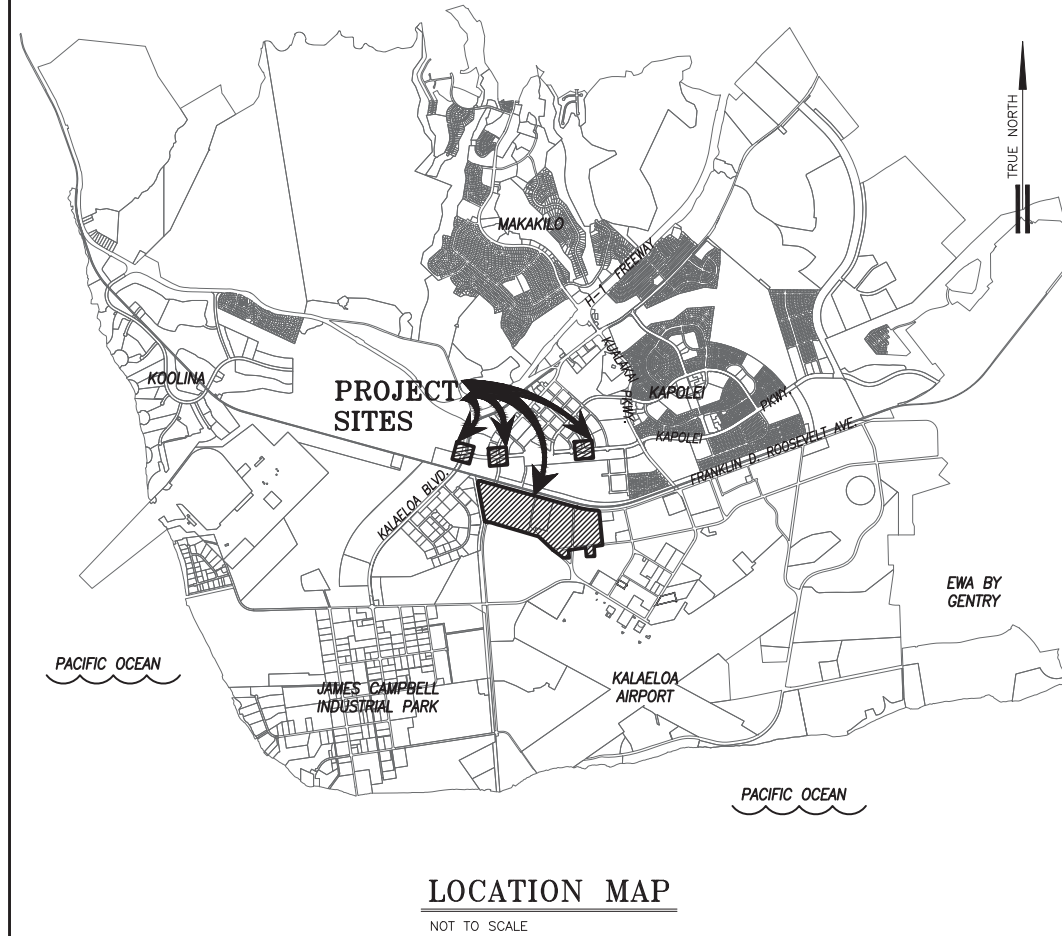 TRUE NORTH
MAKAKILO
H-1 FREEWAY
KOOLINA
PROJECT
SITES
KUALAKAI PKWY.
KAPOLEI
KAPOLEI PKWY.
FRANKLIN D. ROOSEVELT AVE.
KALAELOA BLVD.
EWA BY
GENTRY
PACIFIC OCEAN
JAMES CAMPBELL
INDUSTRIAL PARK
KALAELOA
AIRPORT
PACIFIC OCEAN
LOCATION MAP
NOT TO SCALE